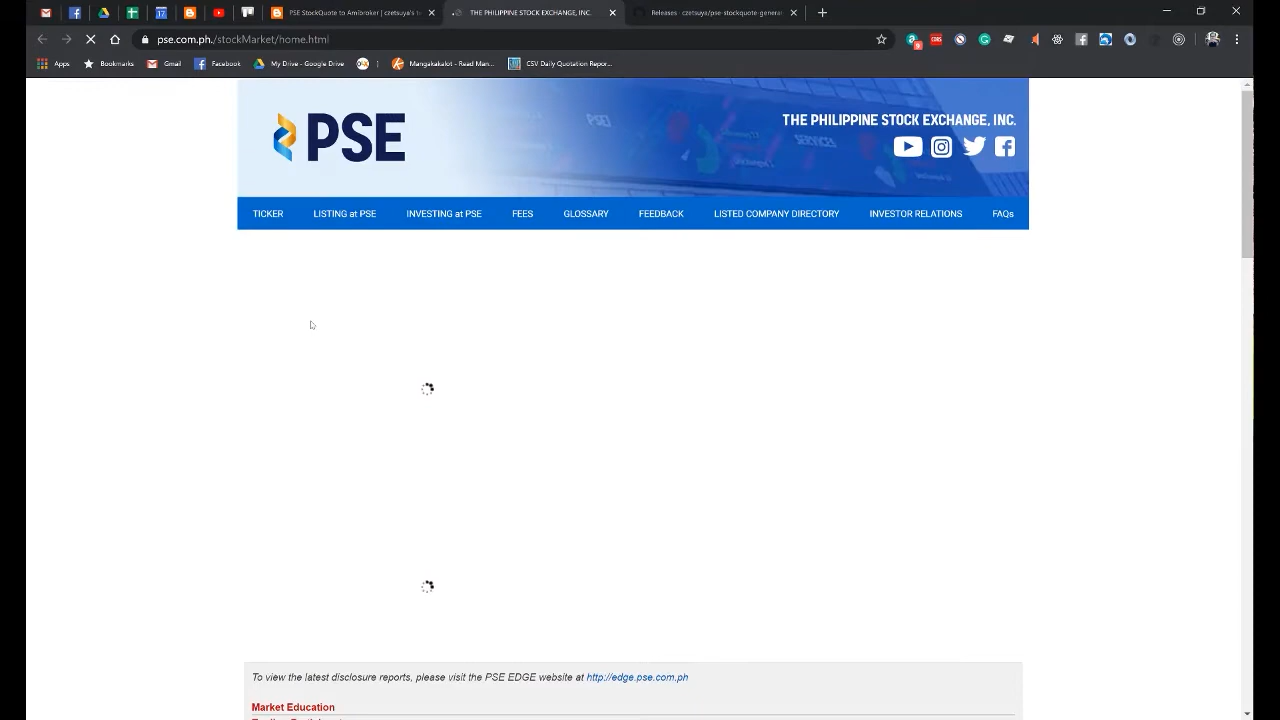 PSE StockQuote to Amibroker | czetsuya's t
THE PHILIPPINE STOCK EXCHANGE, INC.
Releases · czetsuya/pse-stockquote-generat
pse.com.ph./stockMarket/home.html
Apps
Bookmarks
Gmail
Facebook
My Drive - Google Drive
Mangakakalot - Read Man...
CSV Daily Quotation Repor...
PSE
THE PHILIPPINE STOCK EXCHANGE, INC.
TICKER
LISTING at PSE
INVESTING at PSE
FEES
GLOSSARY
FEEDBACK
LISTED COMPANY DIRECTORY
INVESTOR RELATIONS
FAQs
To view the latest disclosure reports, please visit the PSE EDGE website at http://edge.pse.com.ph
Market Education